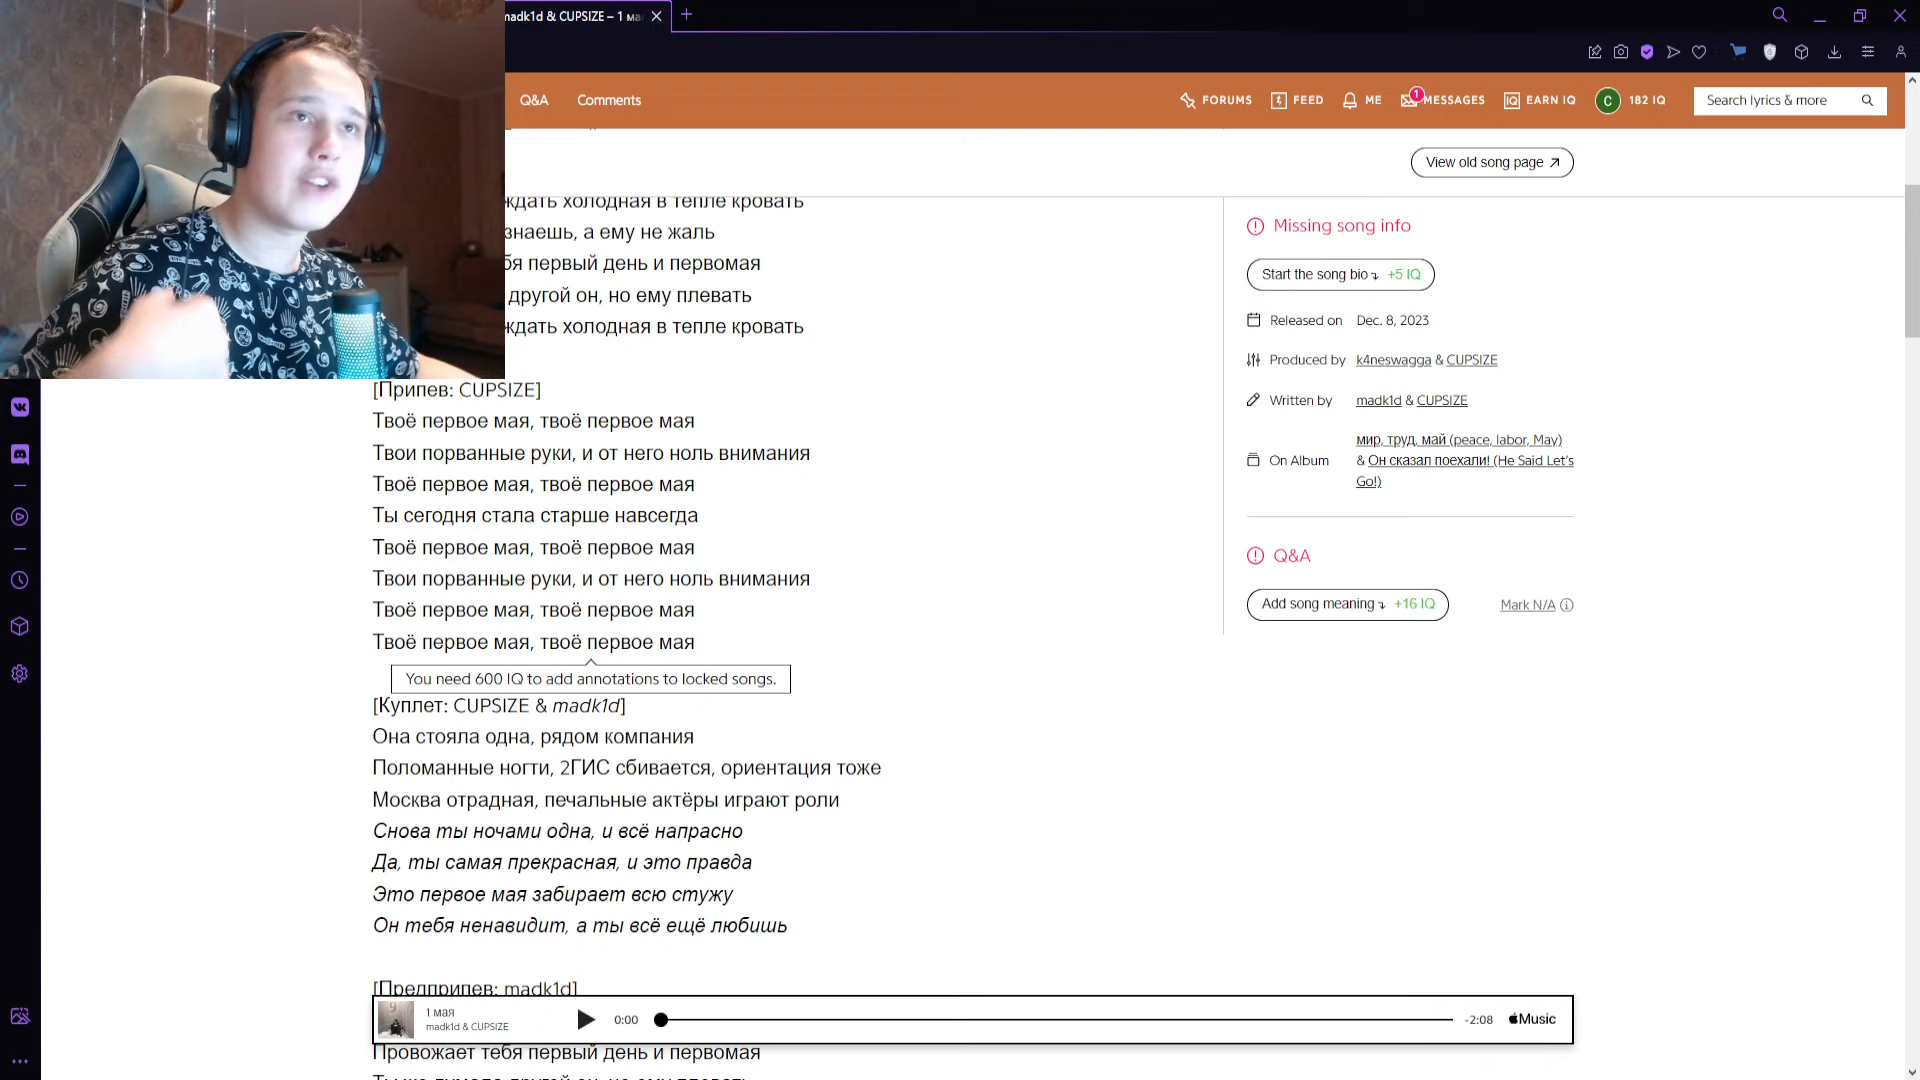 madk1d & CUPSIZE – 1 ма
Q&A
Comments
FORUMS
FEED
ME
1
MESSAGES
EARN IQ
C
182 IQ
Search lyrics & more
View old song page
ждать холодная в тепле кровать
знаешь, а ему не жаль
бя первый день и первомая
другой он, но ему плевать
ждать холодная в тепле кровать
[Припев: CUPSIZE]
Твоё первое мая, твоё первое мая
Твои порванные руки, и от него ноль внимания
Твоё первое мая, твоё первое мая
Ты сегодня стала старше навсегда
Твоё первое мая, твоё первое мая
Твои порванные руки, и от него ноль внимания
Твоё первое мая, твоё первое мая
Твоё первое мая, твоё первое мая
You need 600 IQ to add annotations to locked songs.
[Куплет: CUPSIZE & madk1d]
Она стояла одна, рядом компания
Поломанные ногти, 2ГИС сбивается, ориентация тоже
Москва отрадная, печальные актёры играют роли
Снова ты ночами одна, и всё напрасно
Да, ты самая прекрасная, и это правда
Это первое мая забирает всю стужу
Он тебя ненавидит, а ты всё ещё любишь
[Предприпев: madk1d]
Провожает тебя первый день и первомая
Missing song info
Start the song bio +5 IQ
Released on Dec. 8, 2023
Produced by k4neswagga & CUPSIZE
Written by madk1d & CUPSIZE
On Album
мир, труд, май (peace, labor, May)
& Он сказал поехали! (He Said Let's
Go!)
Q&A
Add song meaning +16 IQ
Mark N/A
1 мая
madk1d & CUPSIZE
0:00
-2:08
Music